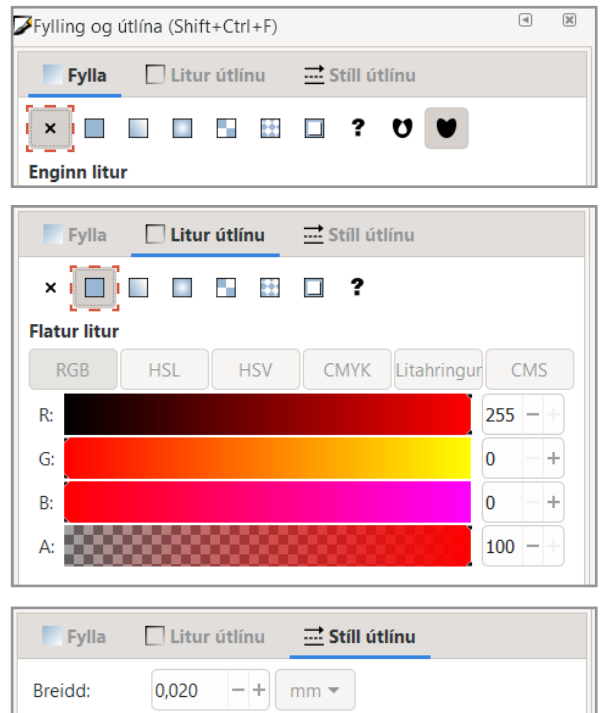 Fylling og útlína (Shift+Ctrl+F)
Fylla Litur útlínu Stíll útlínu
× ?
Enginn litur
Fylla Litur útlínu Stíll útlínu
× ?
Flatur litur
RGB HSL HSV CMYK Litahringur CMS
R: 255 − +
G: 0 − +
B: 0 − +
A: 100 − +
Fylla Litur útlínu Stíll útlínu
Breidd: 0,020 − + mm